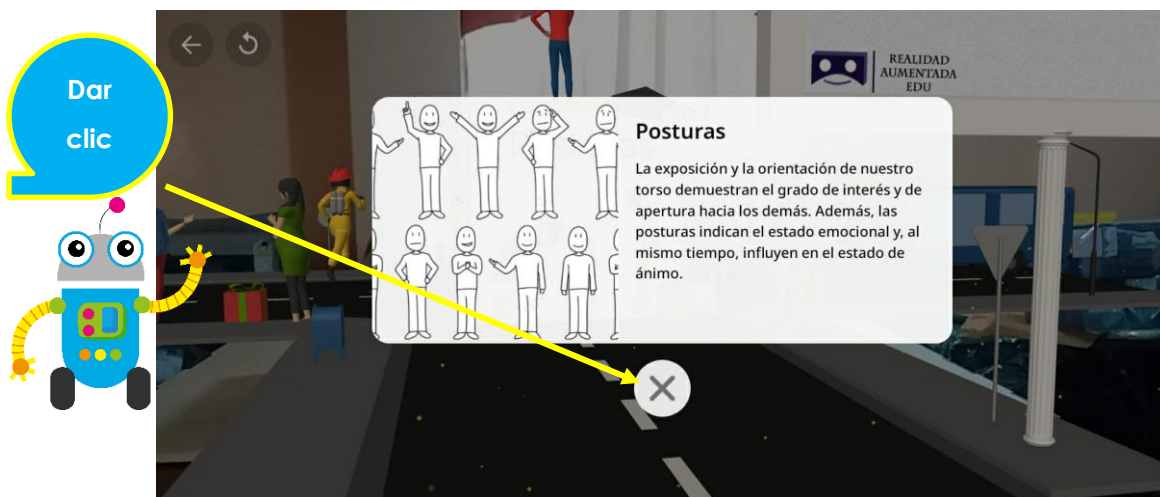 Dar
clic
REALIDAD
AUMENTADA
EDU
Posturas
La exposición y la orientación de nuestro
torso demuestran el grado de interés y de
apertura hacia los demás. Además, las
posturas indican el estado emocional y, al
mismo tiempo, influyen en el estado de
ánimo.